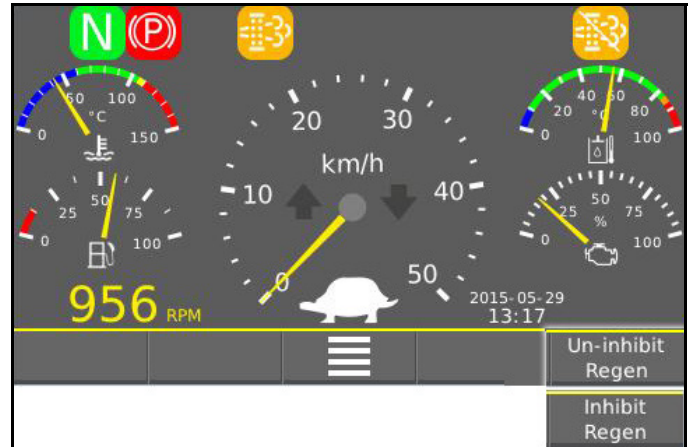 N (P)
50 100
°C
0 150
20 30
km/h
10 40
0 50
40 60
20 °C 80
0 100
50
25 75
0 100
50
25 % 75
0 100
956 RPM
2015-05-29
13:17
Un-inhibit
Regen
Inhibit
Regen